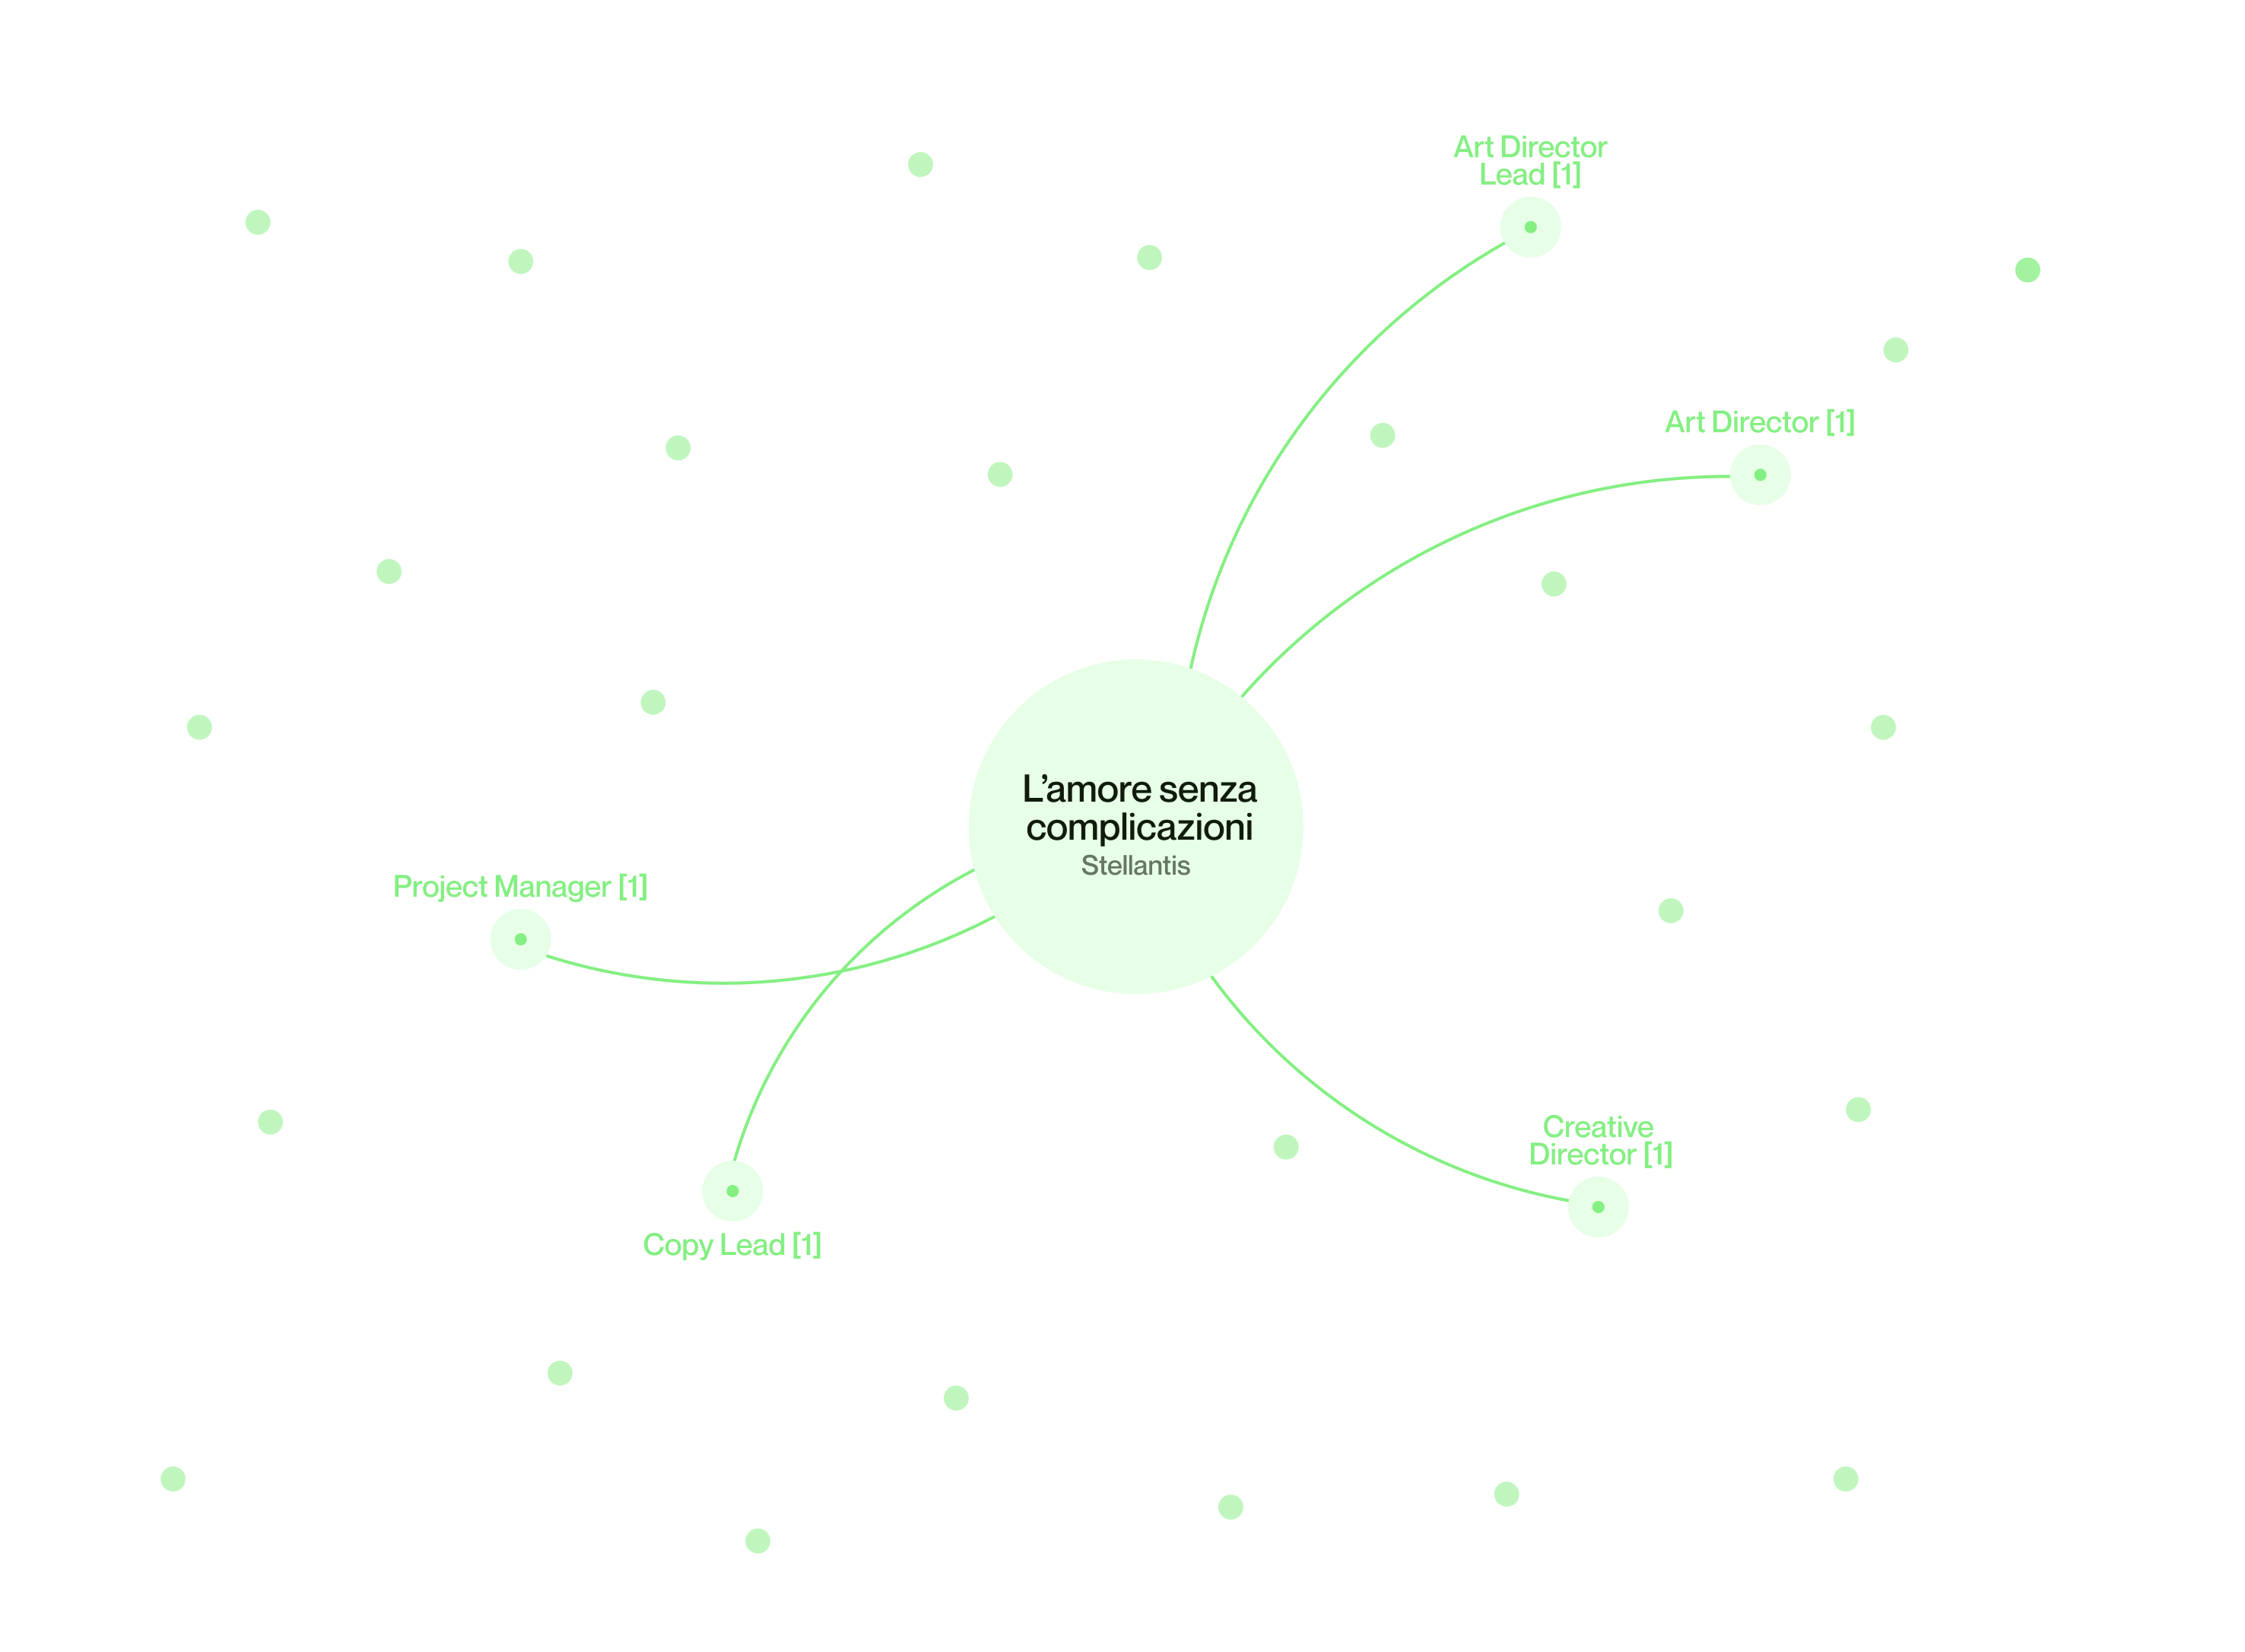 Art Director
Lead [1]
Art Director [1]
L’amore senza
complicazioni
Stellantis
Project Manager [1]
Creative
Director [1]
Copy Lead [1]